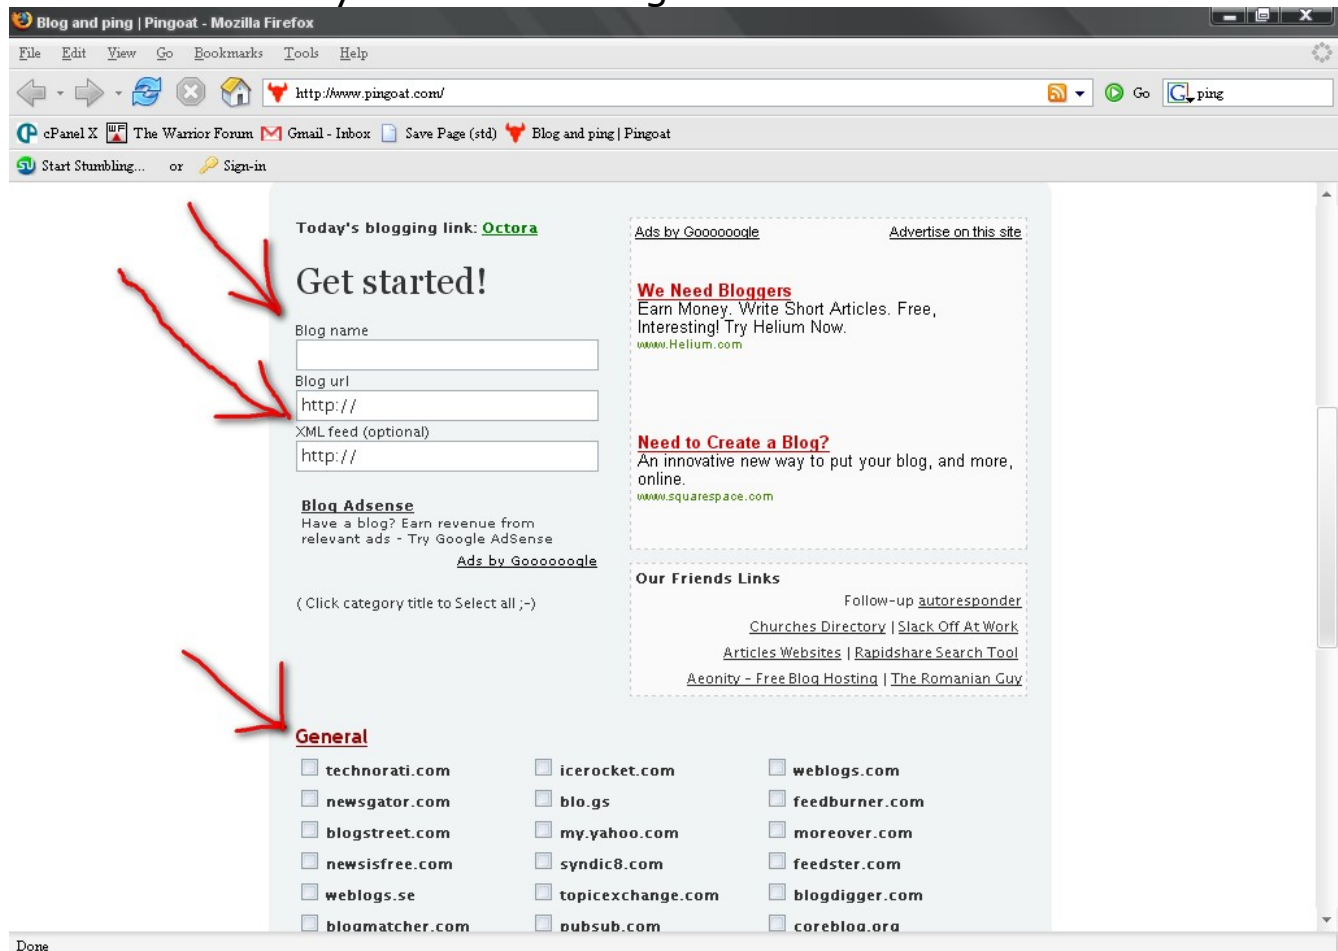 Blog and ping | Pingoat - Mozilla Firefox
File Edit View Go Bookmarks Tools Help
http://www.pingoat.com/ Go ping
cPanel X The Warrior Forum Gmail - Inbox Save Page (std) Blog and ping | Pingoat
Start Stumbling... or Sign-in
Today's blogging link: Octora
Get started!
Blog name
Blog url
http://
XML feed (optional)
http://
Blog Adsense
Have a blog? Earn revenue from
relevant ads - Try Google AdSense
Ads by Goooooogle
( Click category title to Select all ;-)
Ads by Goooooogle Advertise on this site
We Need Bloggers
Earn Money. Write Short Articles. Free,
Interesting! Try Helium Now.
www.Helium.com
Need to Create a Blog?
An innovative new way to put your blog, and more,
online.
www.squarespace.com
Our Friends Links
Follow-up autoresponder
Churches Directory | Slack Off At Work
Articles Websites | Rapidshare Search Tool
Aeonity - Free Blog Hosting | The Romanian Guy
General
technorati.com icerocket.com weblogs.com
newsgator.com blo.gs feedburner.com
blogstreet.com my.yahoo.com moreover.com
newsisfree.com syndic8.com feedster.com
weblogs.se topicexchange.com blogdigger.com
blogmatcher.com pubsub.com coreblog.org
Done